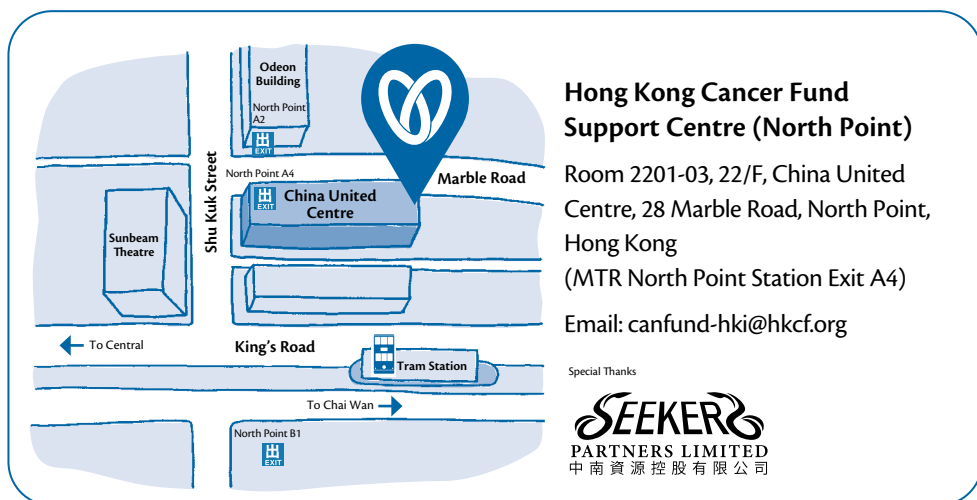 Odeon
Building
North Point
A2
出
EXIT
North Point A4
出
EXIT
China United
Centre
Marble Road
Shu Kuk Street
Sunbeam
Theatre
To Central
King's Road
Tram Station
To Chai Wan
North Point B1
出
EXIT
Hong Kong Cancer Fund
Support Centre (North Point)
Room 2201-03, 22/F, China United
Centre, 28 Marble Road, North Point,
Hong Kong
(MTR North Point Station Exit A4)
Email: canfund-hki@hkcf.org
Special Thanks
SEEKERS
PARTNERS LIMITED
中南資源控股有限公司